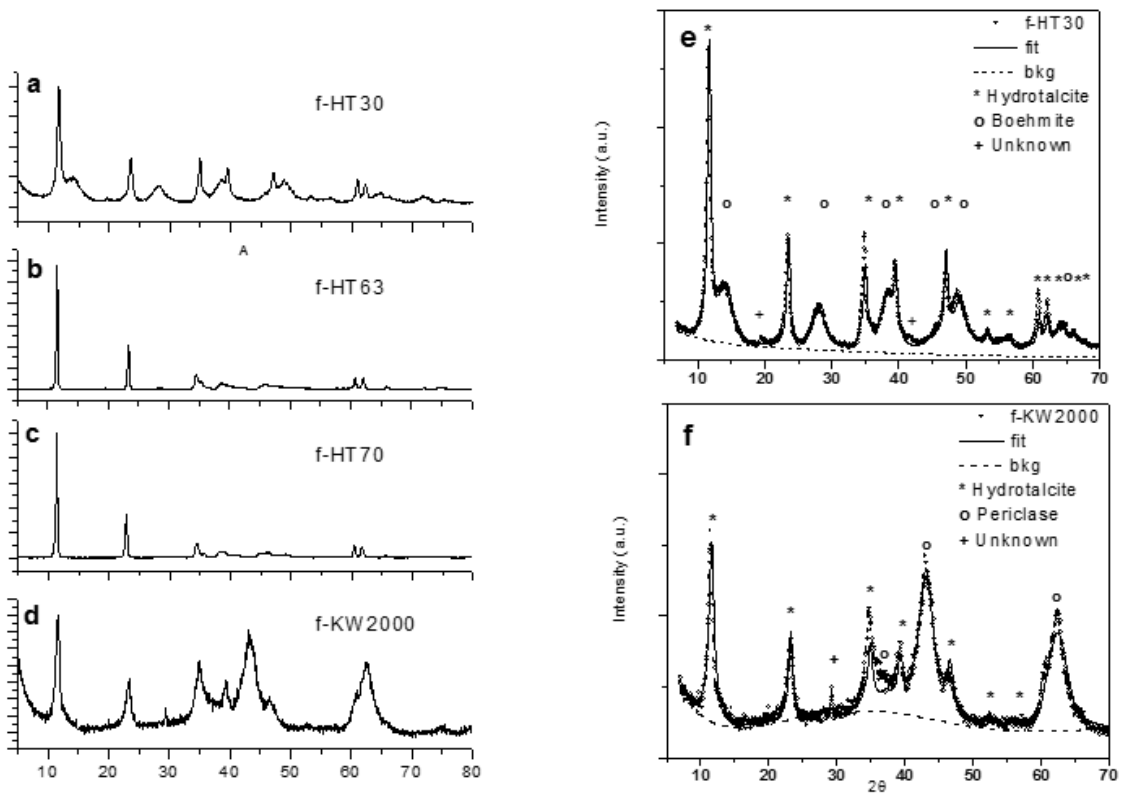 a
f-HT30
A
b
f-HT63
c
f-HT70
d
f-KW2000
10 20 30 40 50 60 70 80
e
f-HT30
fit
bkg
* Hydrotalcite
o Boehmite
+ Unknown
Intensity (a.u.)
10 20 30 40 50 60 70
f
f-KW2000
fit
bkg
* Hydrotalcite
o Periclase
+ Unknown
Intensity (a.u.)
10 20 30 40 50 60 70
2θ